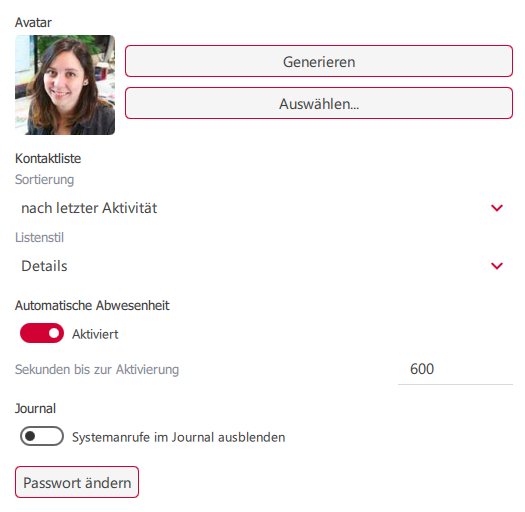 Avatar
Generieren
Auswählen...
Kontaktliste
Sortierung
nach letzter Aktivität
Listenstil
Details
Automatische Abwesenheit
Aktiviert
Sekunden bis zur Aktivierung
600
Journal
Systemanrufe im Journal ausblenden
Passwort ändern